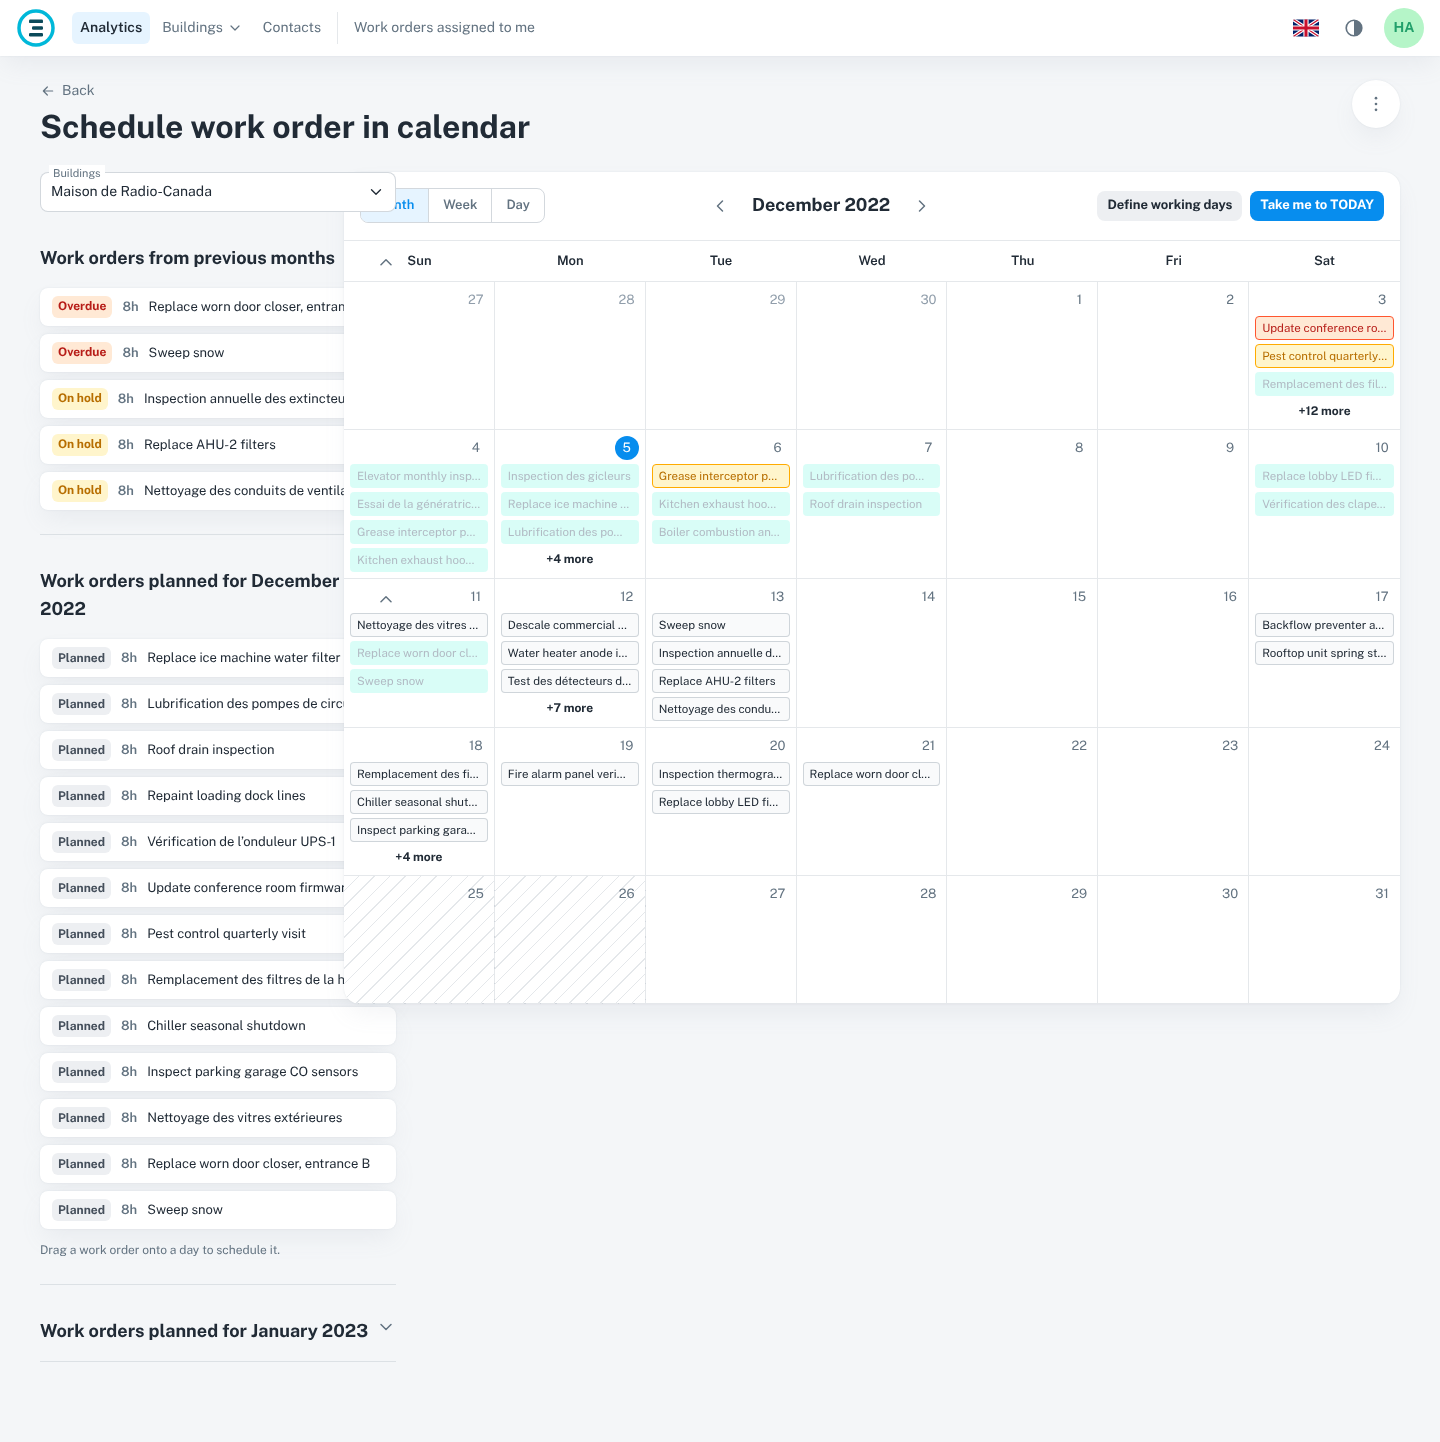 Analytics Buildings Contacts Work orders assigned to me HA
Back
Schedule work order in calendar
Buildings
Maison de Radio-Canada
Work orders from previous months
Overdue 8h Replace worn door closer, entran
Overdue 8h Sweep snow
On hold 8h Inspection annuelle des extincteu
On hold 8h Replace AHU-2 filters
On hold 8h Nettoyage des conduits de ventila
Work orders planned for December
2022
Planned 8h Replace ice machine water filter
Planned 8h Lubrification des pompes de circ
Planned 8h Roof drain inspection
Planned 8h Repaint loading dock lines
Planned 8h Vérification de l'onduleur UPS-1
Planned 8h Update conference room firmwar
Planned 8h Pest control quarterly visit
Planned 8h Remplacement des filtres de la h
Planned 8h Chiller seasonal shutdown
Planned 8h Inspect parking garage CO sensors
Planned 8h Nettoyage des vitres extérieures
Planned 8h Replace worn door closer, entrance B
Planned 8h Sweep snow
Drag a work order onto a day to schedule it.
Work orders planned for January 2023
nth Week Day
December 2022
Define working days Take me to TODAY
Sun Mon Tue Wed Thu Fri Sat
27 28 29 30 1 2 3
Update conference ro...
Pest control quarterly...
Remplacement des fil...
+12 more
4
Elevator monthly insp...
Essai de la génératric...
Grease interceptor p...
Kitchen exhaust hoo...
5
Inspection des gicleurs
Replace ice machine ...
Lubrification des po...
+4 more
6
Grease interceptor p...
Kitchen exhaust hoo...
Boiler combustion an...
7
Lubrification des po...
Roof drain inspection
8
9
10
Replace lobby LED fi...
Vérification des clape...
11
Nettoyage des vitres ...
Replace worn door cl...
Sweep snow
12
Descale commercial ...
Water heater anode i...
Test des détecteurs d...
+7 more
13
Sweep snow
Inspection annuelle d...
Replace AHU-2 filters
Nettoyage des condu...
14
15
16
17
Backflow preventer a...
Rooftop unit spring st...
18
Remplacement des fi...
Chiller seasonal shut...
Inspect parking gara...
+4 more
19
Fire alarm panel veri...
20
Inspection thermogra...
Replace lobby LED fi...
21
Replace worn door cl...
22
23
24
25 26 27 28 29 30 31